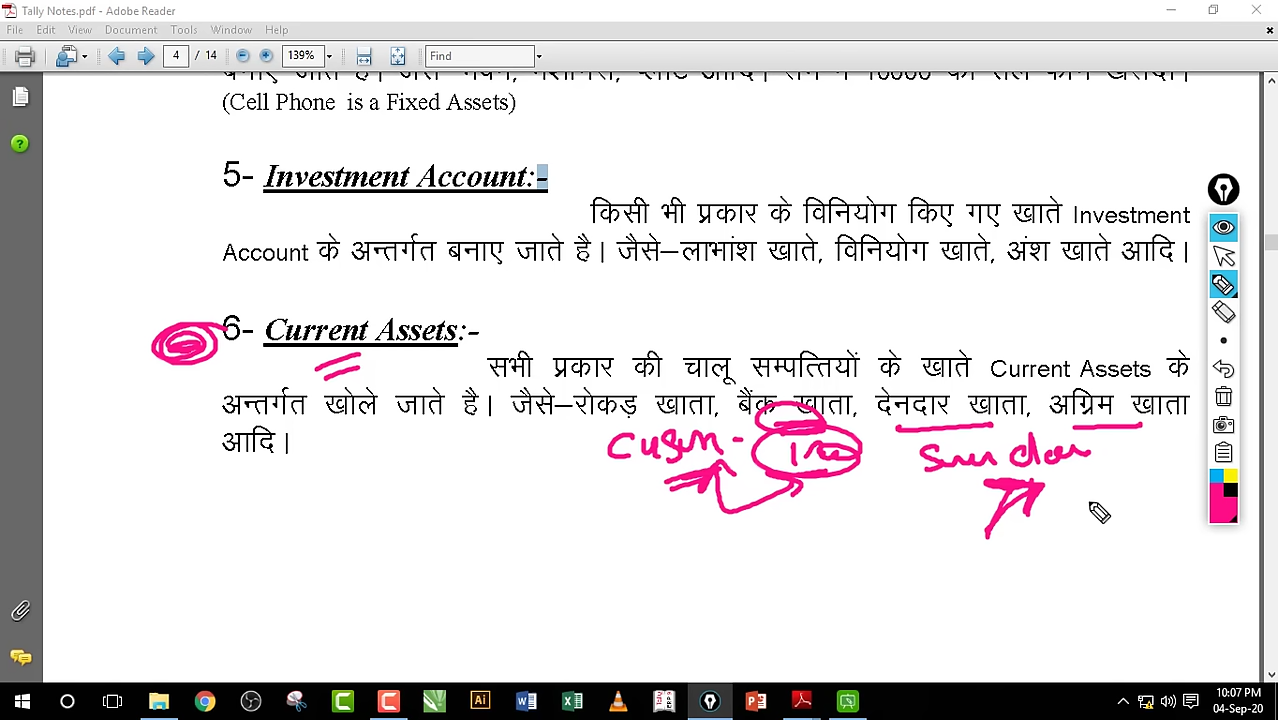 Tally Notes.pdf - Adobe Reader
File Edit View Document Tools Window Help
4 / 14 139% Find
(Cell Phone is a Fixed Assets)
5- Investment Account:-
किसी भी प्रकार के विनियोग किए गए खाते Investment
Account के अन्तर्गत बनाए जाते है। जैसे–लाभांश खाते, विनियोग खाते, अंश खाते आदि।
6- Current Assets:-
सभी प्रकार की चालू सम्पत्तियों के खाते Current Assets के
अन्तर्गत खोले जाते है। जैसे–रोकड़ खाता, बैंक खाता, देनदार खाता, अग्रिम खाता
आदि।
10:07 PM
04-Sep-20